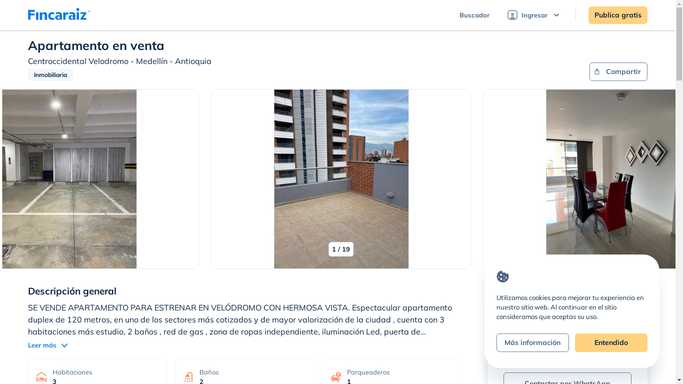 Fincaraiz
Buscador
Ingresar
Publica gratis
Apartamento en venta
Centroccidental Velodromo - Medellín - Antioquia
Inmobiliaria
Compartir
1 / 19
Descripción general
SE VENDE APARTAMENTO PARA ESTRENAR EN VELÓDROMO CON HERMOSA VISTA. Espectacular apartamento
duplex de 120 metros, en uno de los sectores más cotizados y de mayor valorización de la ciudad , cuenta con 3
habitaciones más estudio, 2 baños , red de gas , zona de ropas independiente, iluminación Led, puerta de...
Leer más
Habitaciones
3
Baños
2
Parqueaderos
1
Utilizamos cookies para mejorar tu experiencia en
nuestro sitio web. Al continuar en el sitio
consideramos que aceptas su uso.
Más información
Entendido
Contactar por WhatsApp